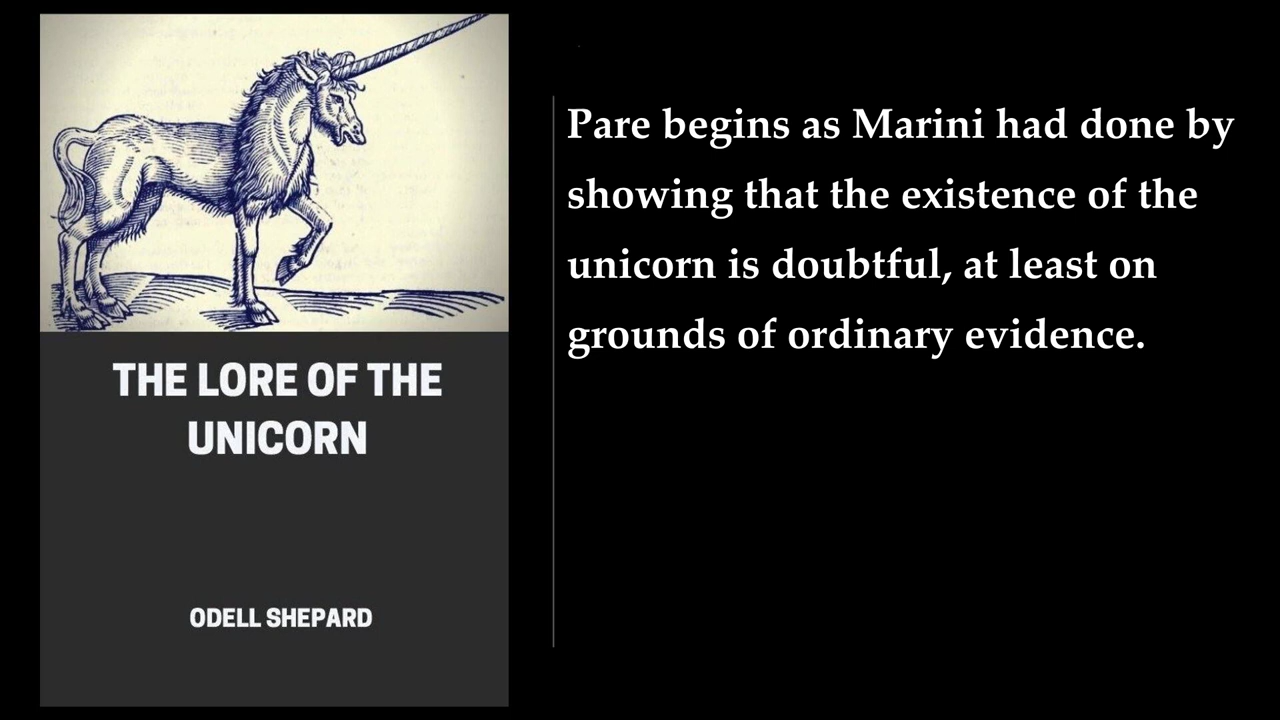 THE LORE OF THE
UNICORN
ODELL SHEPARD
Pare begins as Marini had done by
showing that the existence of the
unicorn is doubtful, at least on
grounds of ordinary evidence.